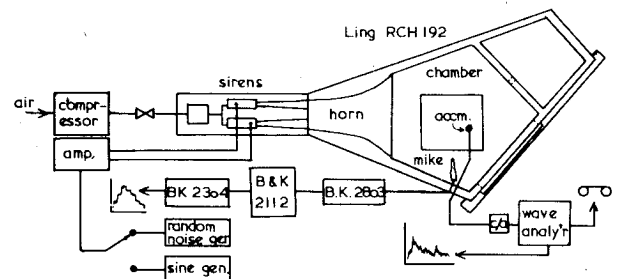 Ling RCH 192
sirens
chamber
air
compr-
essor
horn
accm.
amp.
mike
BK 2304
B & K
2112
B.K. 2803
c/a
wave
analy'r
random
noise ger
sine gen.